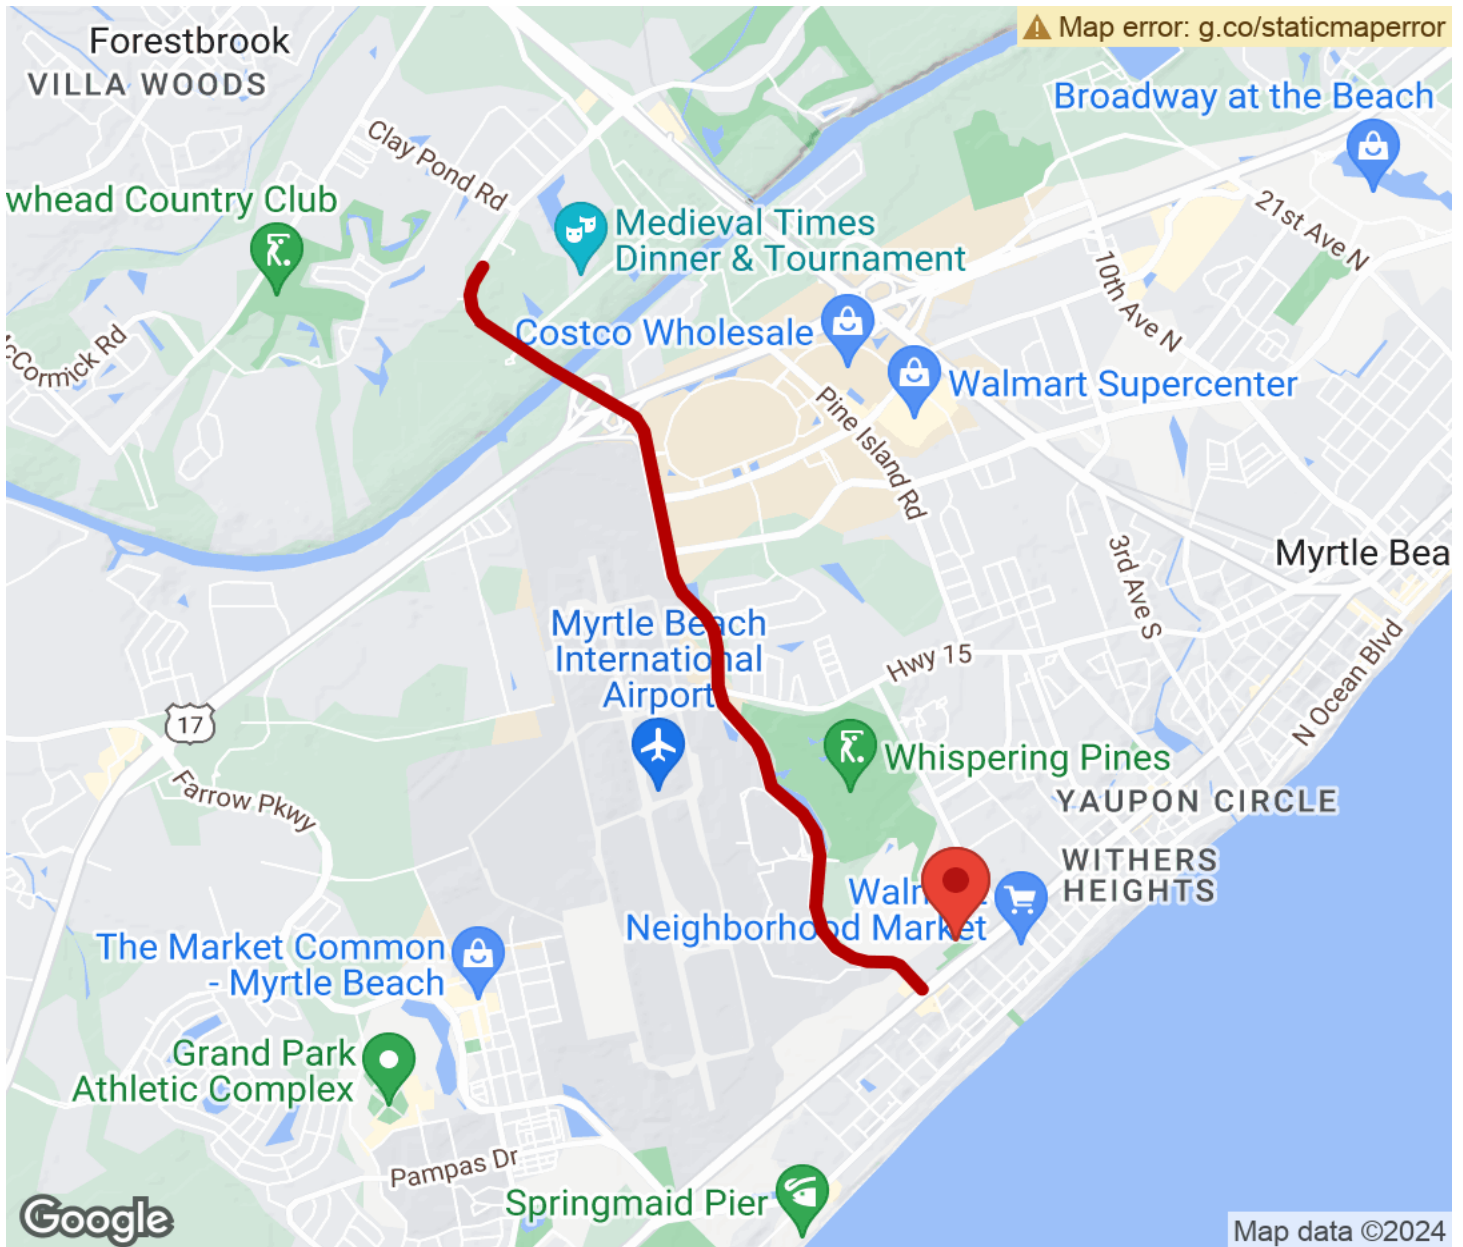 Map error: g.co/staticmaperror
Forestbrook
VILLA WOODS
Broadway at the Beach
Clay Pond Rd
whead Country Club
21st Ave N
Medieval Times
Dinner & Tournament
10th Ave N
Costco Wholesale
McCormick Rd
Walmart Supercenter
Pine Island Rd
3rd Ave S
Myrtle Bea
Myrtle Beach
International
Airport
Hwy 15
N Ocean Blvd
17
Whispering Pines
Farrow Pkwy
YAUPON CIRCLE
WITHERS
HEIGHTS
Neighborhood Market
The Market Common
- Myrtle Beach
Grand Park
Athletic Complex
Pampas Dr
Springmaid Pier
Google
Map data ©2024